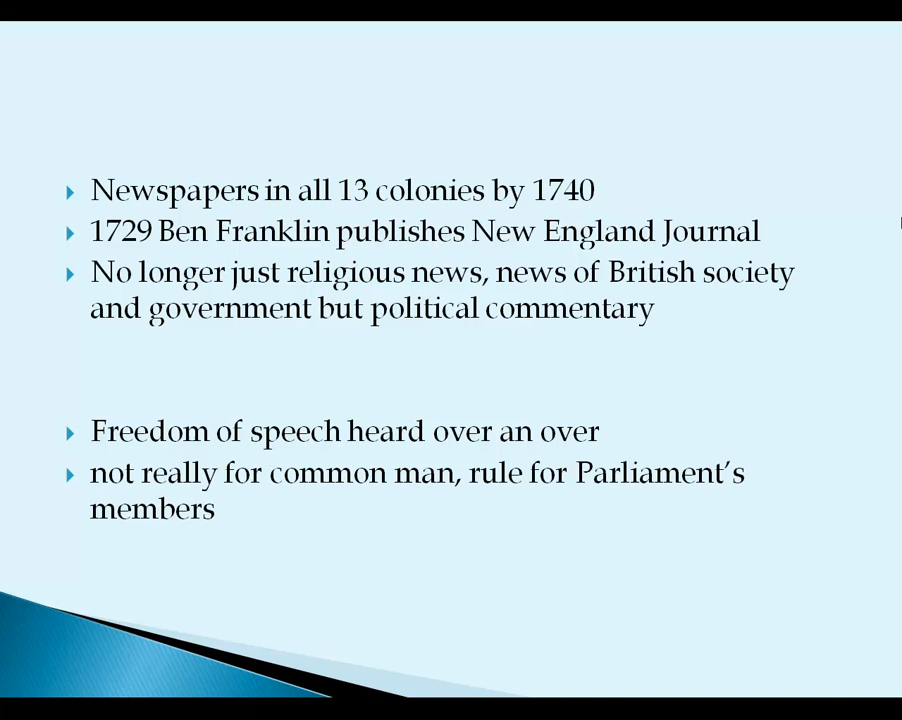 Newspapers in all 13 colonies by 1740
1729 Ben Franklin publishes New England Journal
No longer just religious news, news of British society
and government but political commentary
Freedom of speech heard over an over
not really for common man, rule for Parliament’s
members